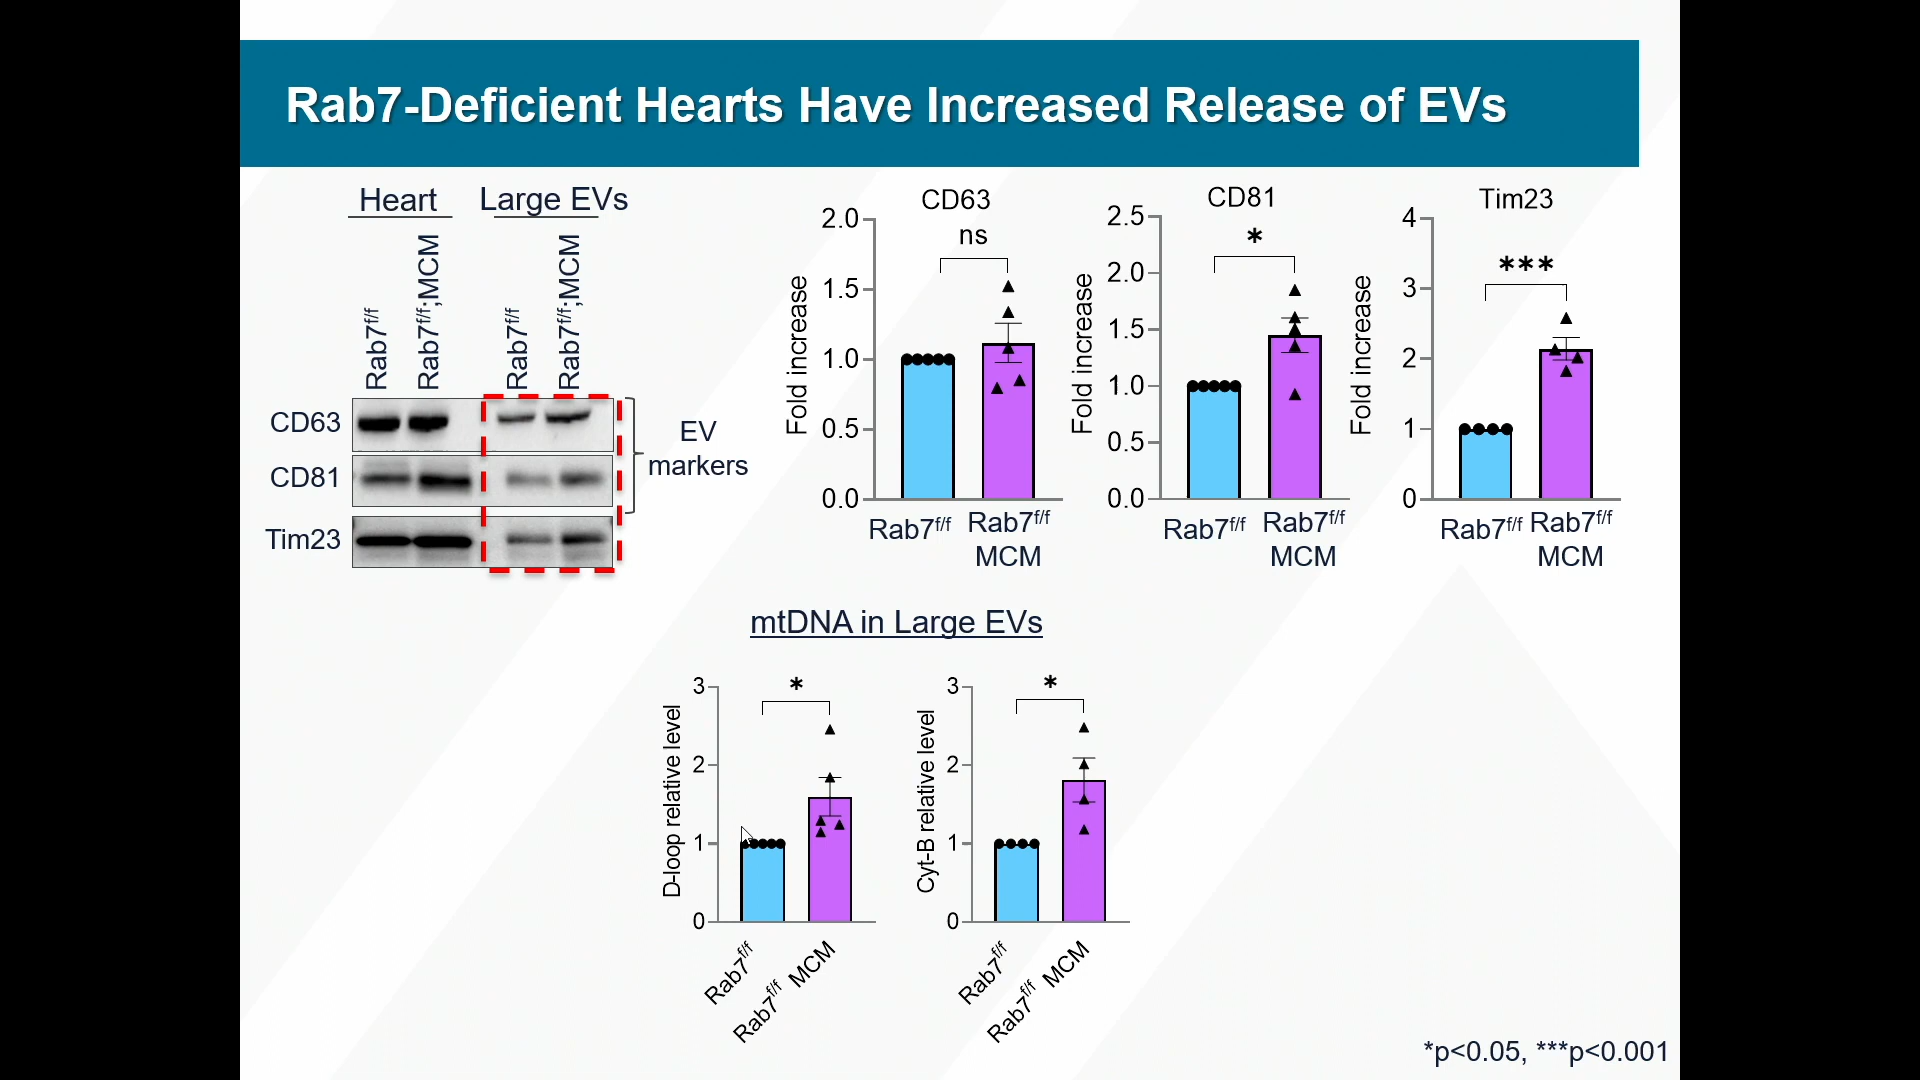 Rab7-Deficient Hearts Have Increased Release of EVs
Heart
Large EVs
Rab7f/f
Rab7f/f;MCM
Rab7f/f
Rab7f/f;MCM
CD63
CD81
Tim23
EV
markers
CD63
ns
Fold increase
2.0
1.5
1.0
0.5
0.0
Rab7f/f
Rab7f/f
MCM
CD81
*
Fold increase
2.5
2.0
1.5
1.0
0.5
0.0
Rab7f/f
Rab7f/f
MCM
Tim23
***
Fold increase
4
3
2
1
0
Rab7f/f
Rab7f/f
MCM
mtDNA in Large EVs
*
D-loop relative level
3
2
1
0
Rab7f/f
Rab7f/f MCM
*
Cyt-B relative level
3
2
1
0
Rab7f/f
Rab7f/f MCM
*p<0.05, ***p<0.001